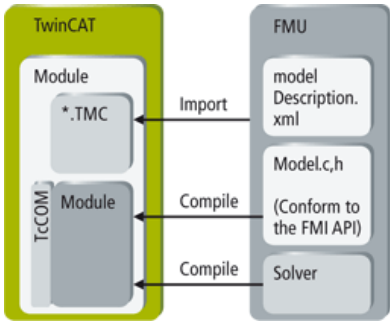 TwinCAT
Module
*.TMC
TcCOM
Module
Import
Compile
Compile
FMU
model
Description.
xml
Model.c,h
(Conform to
the FMI API)
Solver